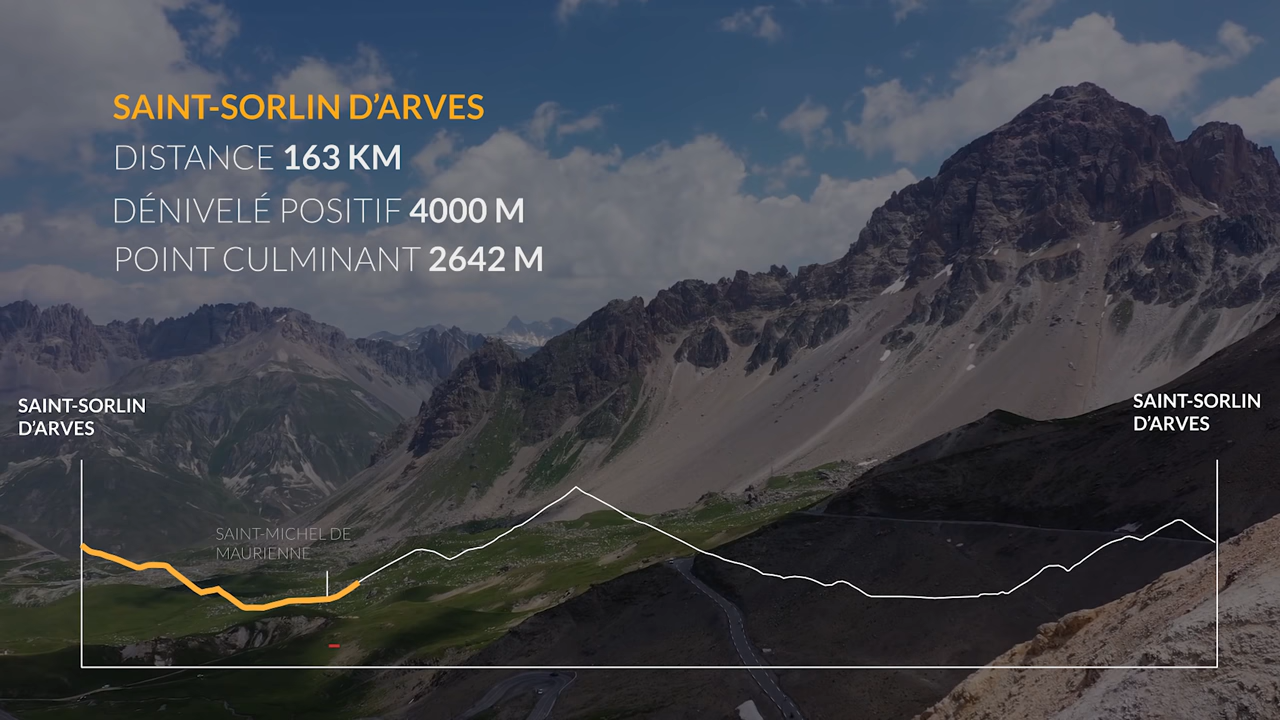 SAINT-SORLIN D'ARVES
DISTANCE 163 KM
DÉNIVELÉ POSITIF 4000 M
POINT CULMINANT 2642 M
SAINT-SORLIN
D'ARVES
SAINT-SORLIN
D'ARVES
SAINT-MICHEL DE
MAURIENNE